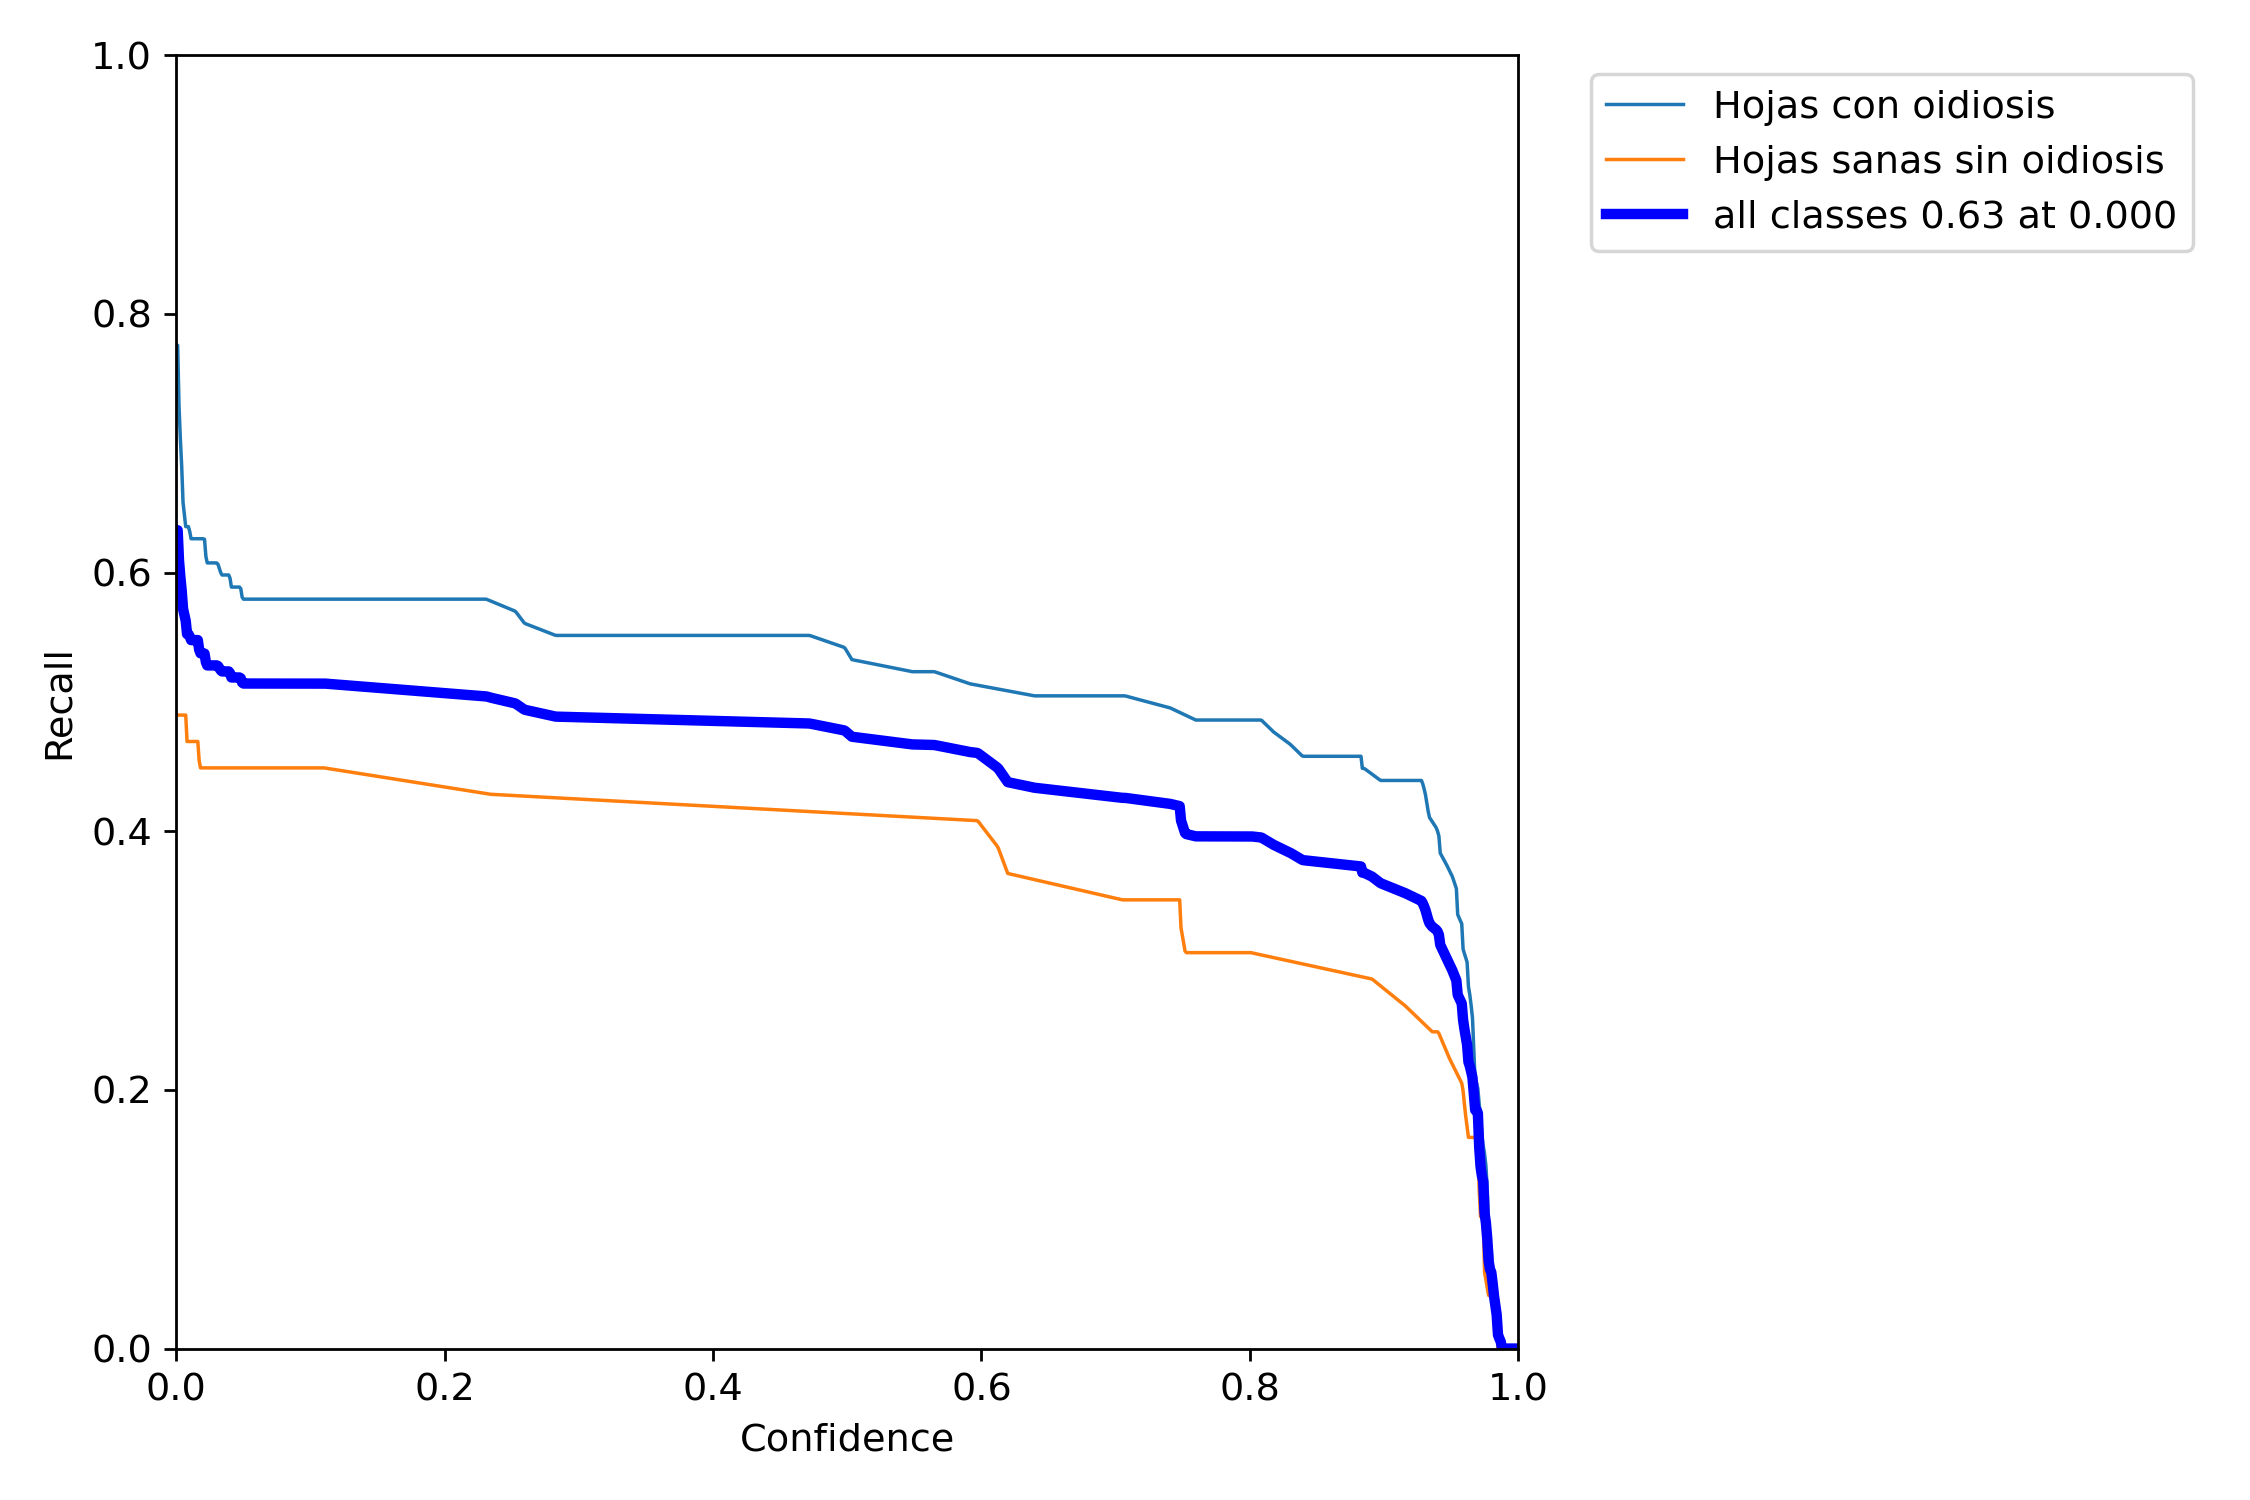 1.0
0.8
0.6
0.4
0.2
0.0
Recall
0.0 0.2 0.4 0.6 0.8 1.0
Confidence
Hojas con oidiosis
Hojas sanas sin oidiosis
all classes 0.63 at 0.000